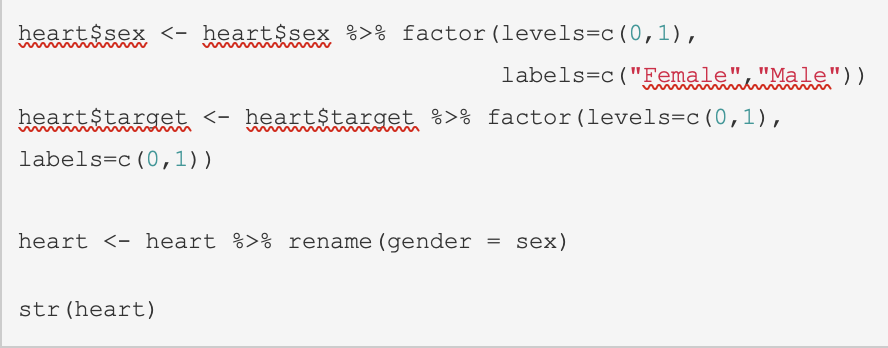 heart$sex <- heart$sex %>% factor(levels=c(0,1),
labels=c("Female","Male"))
heart$target <- heart$target %>% factor(levels=c(0,1),
labels=c(0,1))
heart <- heart %>% rename(gender = sex)
str(heart)